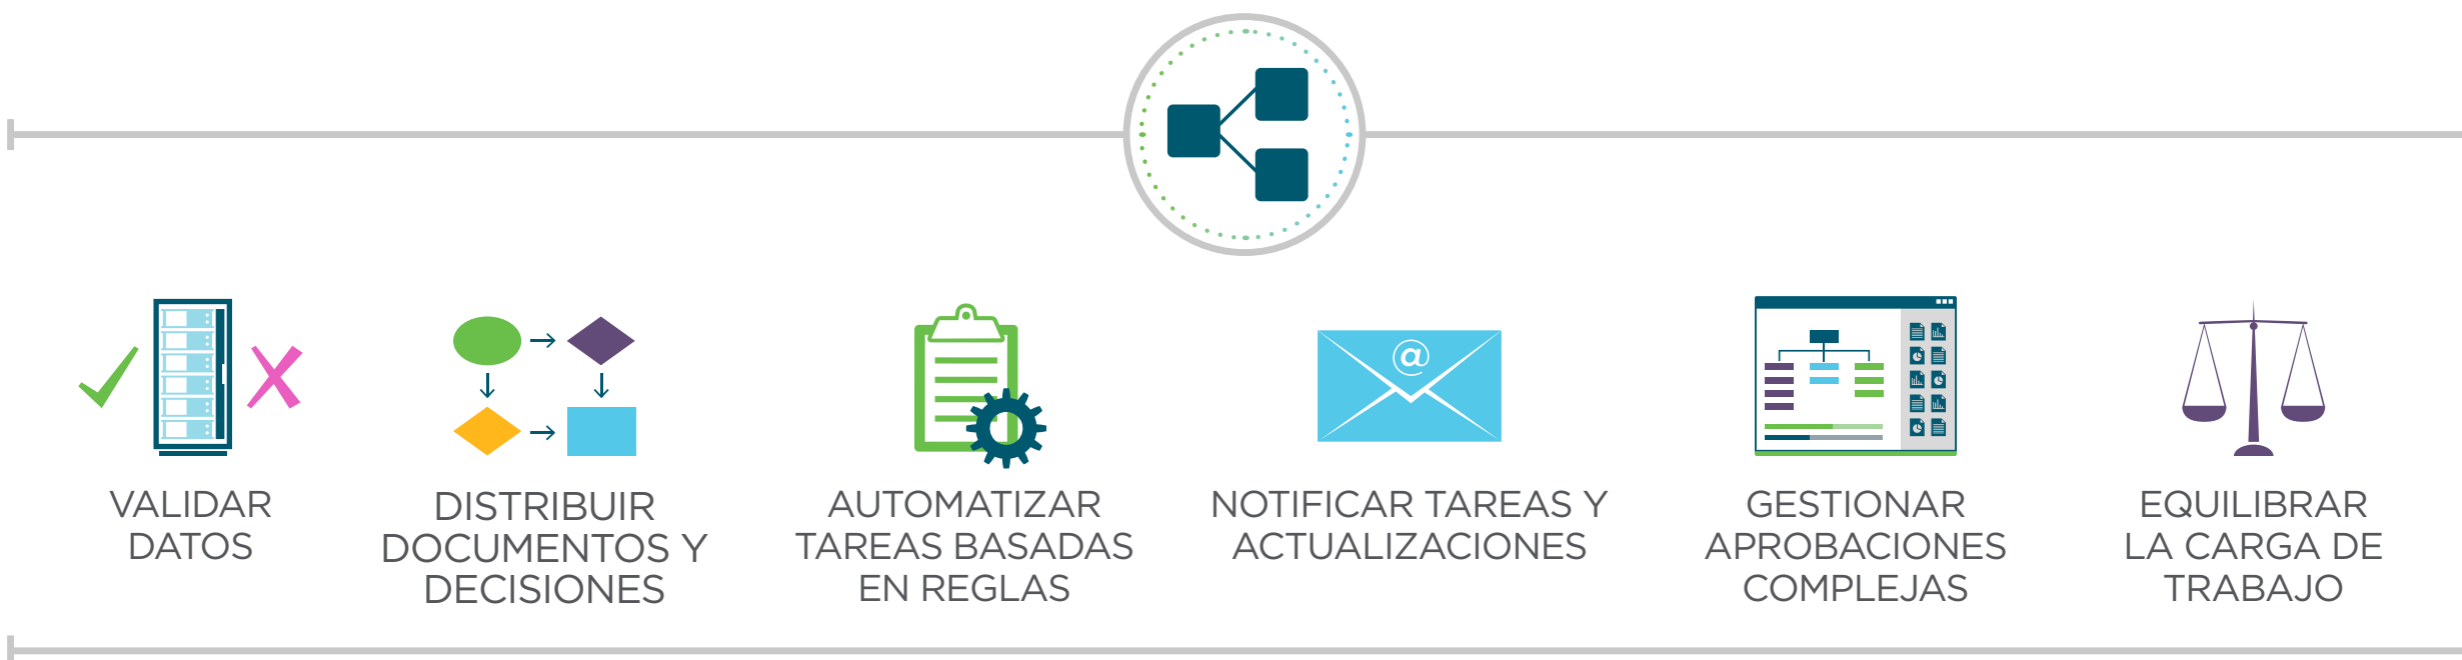 @
VALIDAR
DATOS
DISTRIBUIR
DOCUMENTOS Y
DECISIONES
AUTOMATIZAR
TAREAS BASADAS
EN REGLAS
NOTIFICAR TAREAS Y
ACTUALIZACIONES
GESTIONAR
APROBACIONES
COMPLEJAS
EQUILIBRAR
LA CARGA DE
TRABAJO